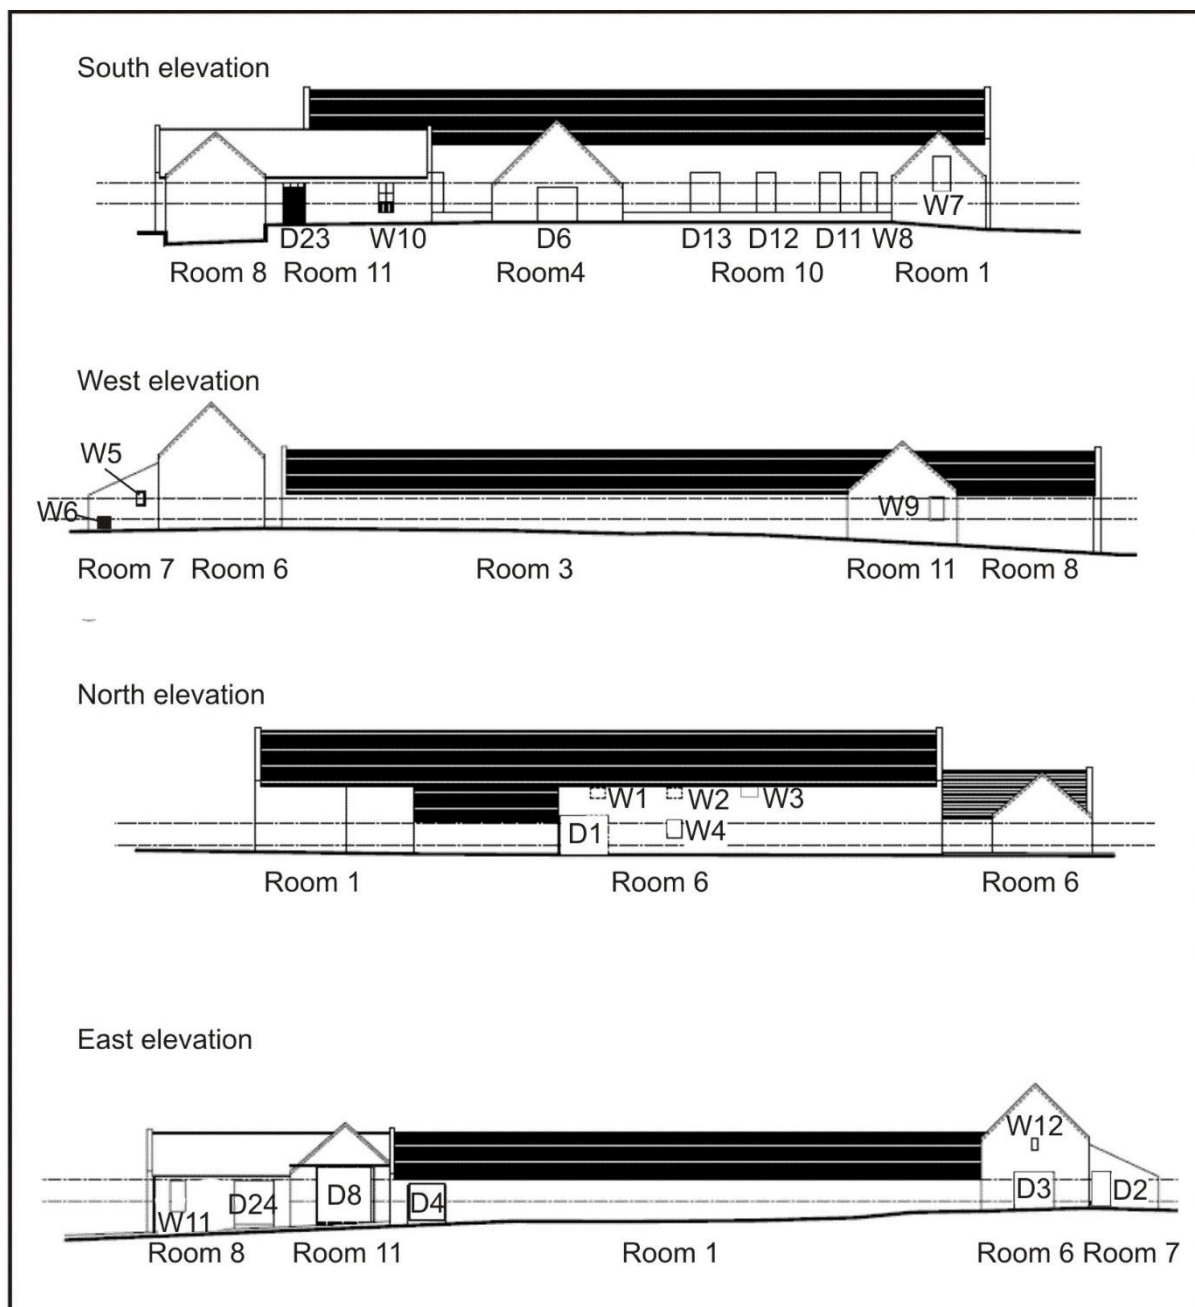 South elevation
W7
D23 W10 D6 D13 D12 D11 W8
Room 8 Room 11 Room4 Room 10 Room 1
West elevation
W5
W6 W9
Room 7 Room 6 Room 3 Room 11 Room 8
North elevation
W1 W2 W3
D1 W4
Room 1 Room 6 Room 6
East elevation
W12
D24 D8 D4 D3 D2
W11
Room 8 Room 11 Room 1 Room 6 Room 7